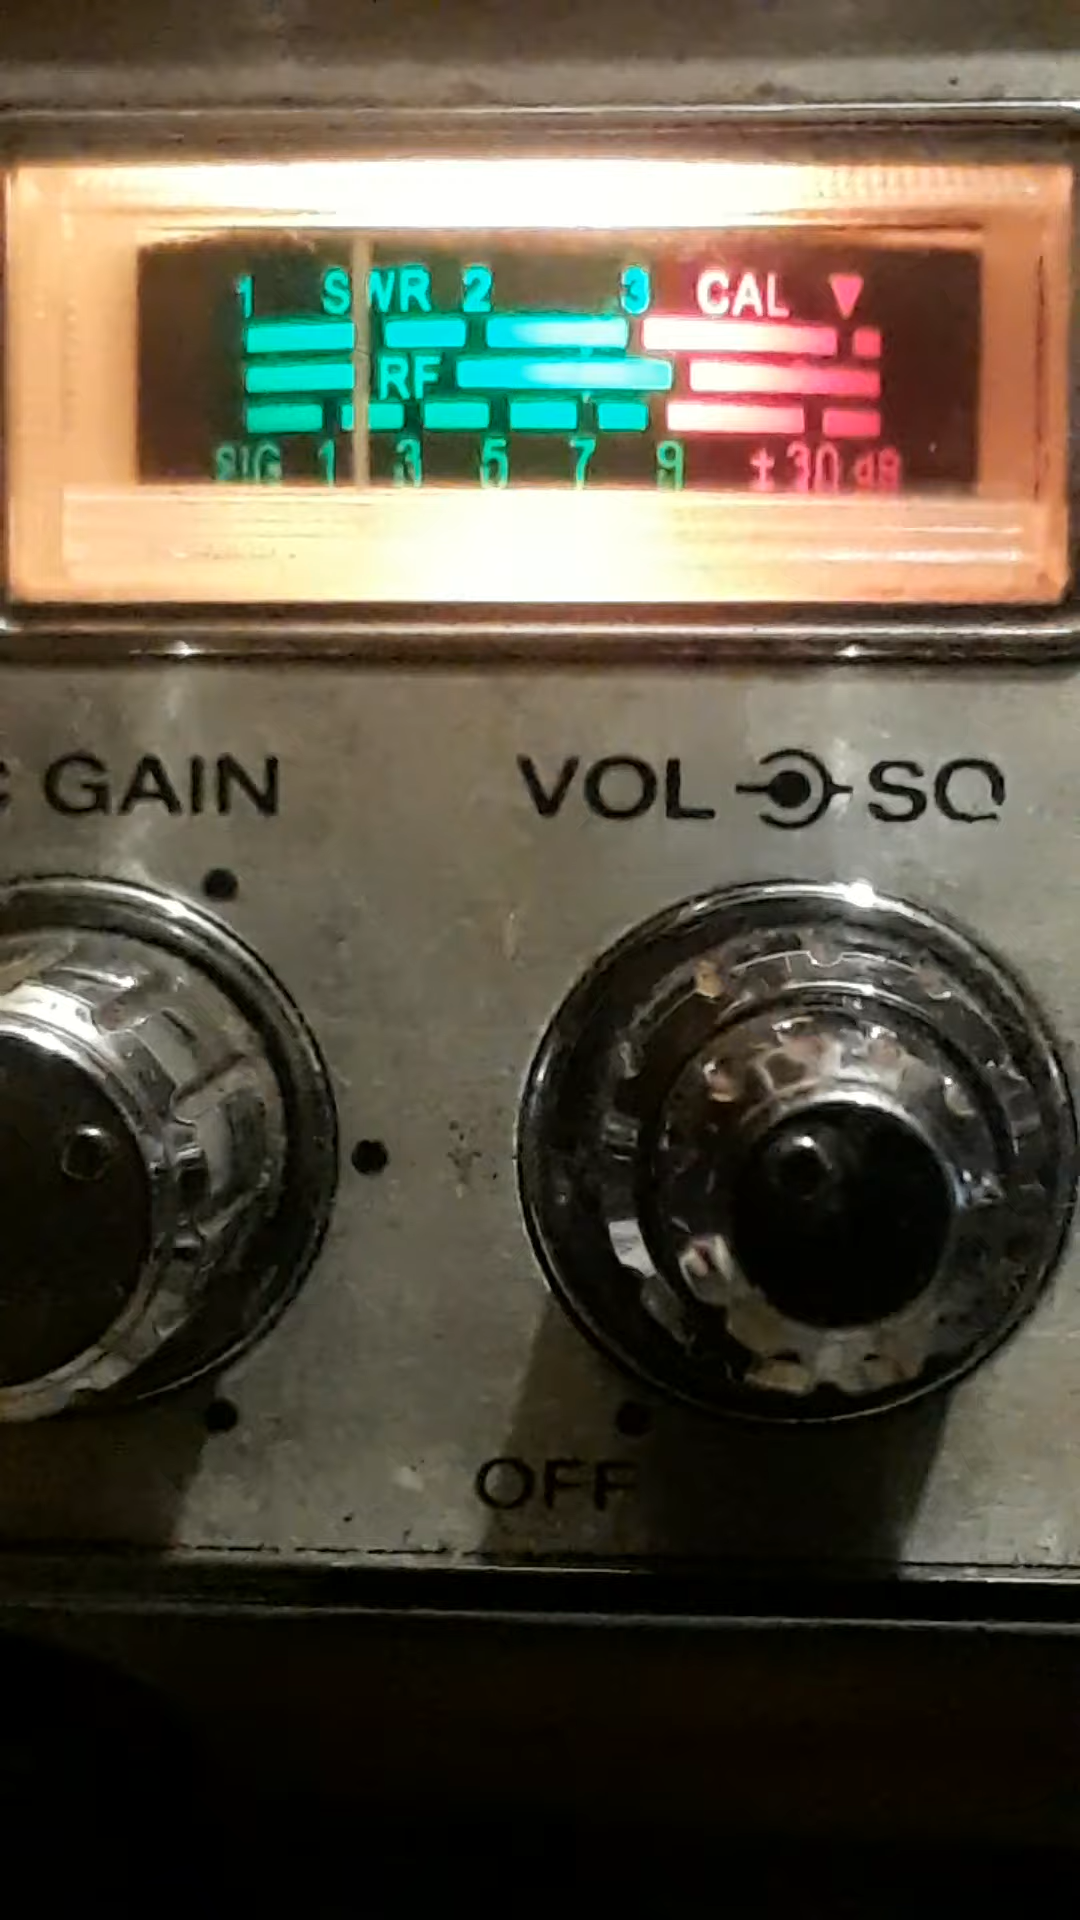 1 SWR 2 3 CAL
RF
SIG 1 3 5 7 9 ±30 dB
GAIN VOL SQ
OFF